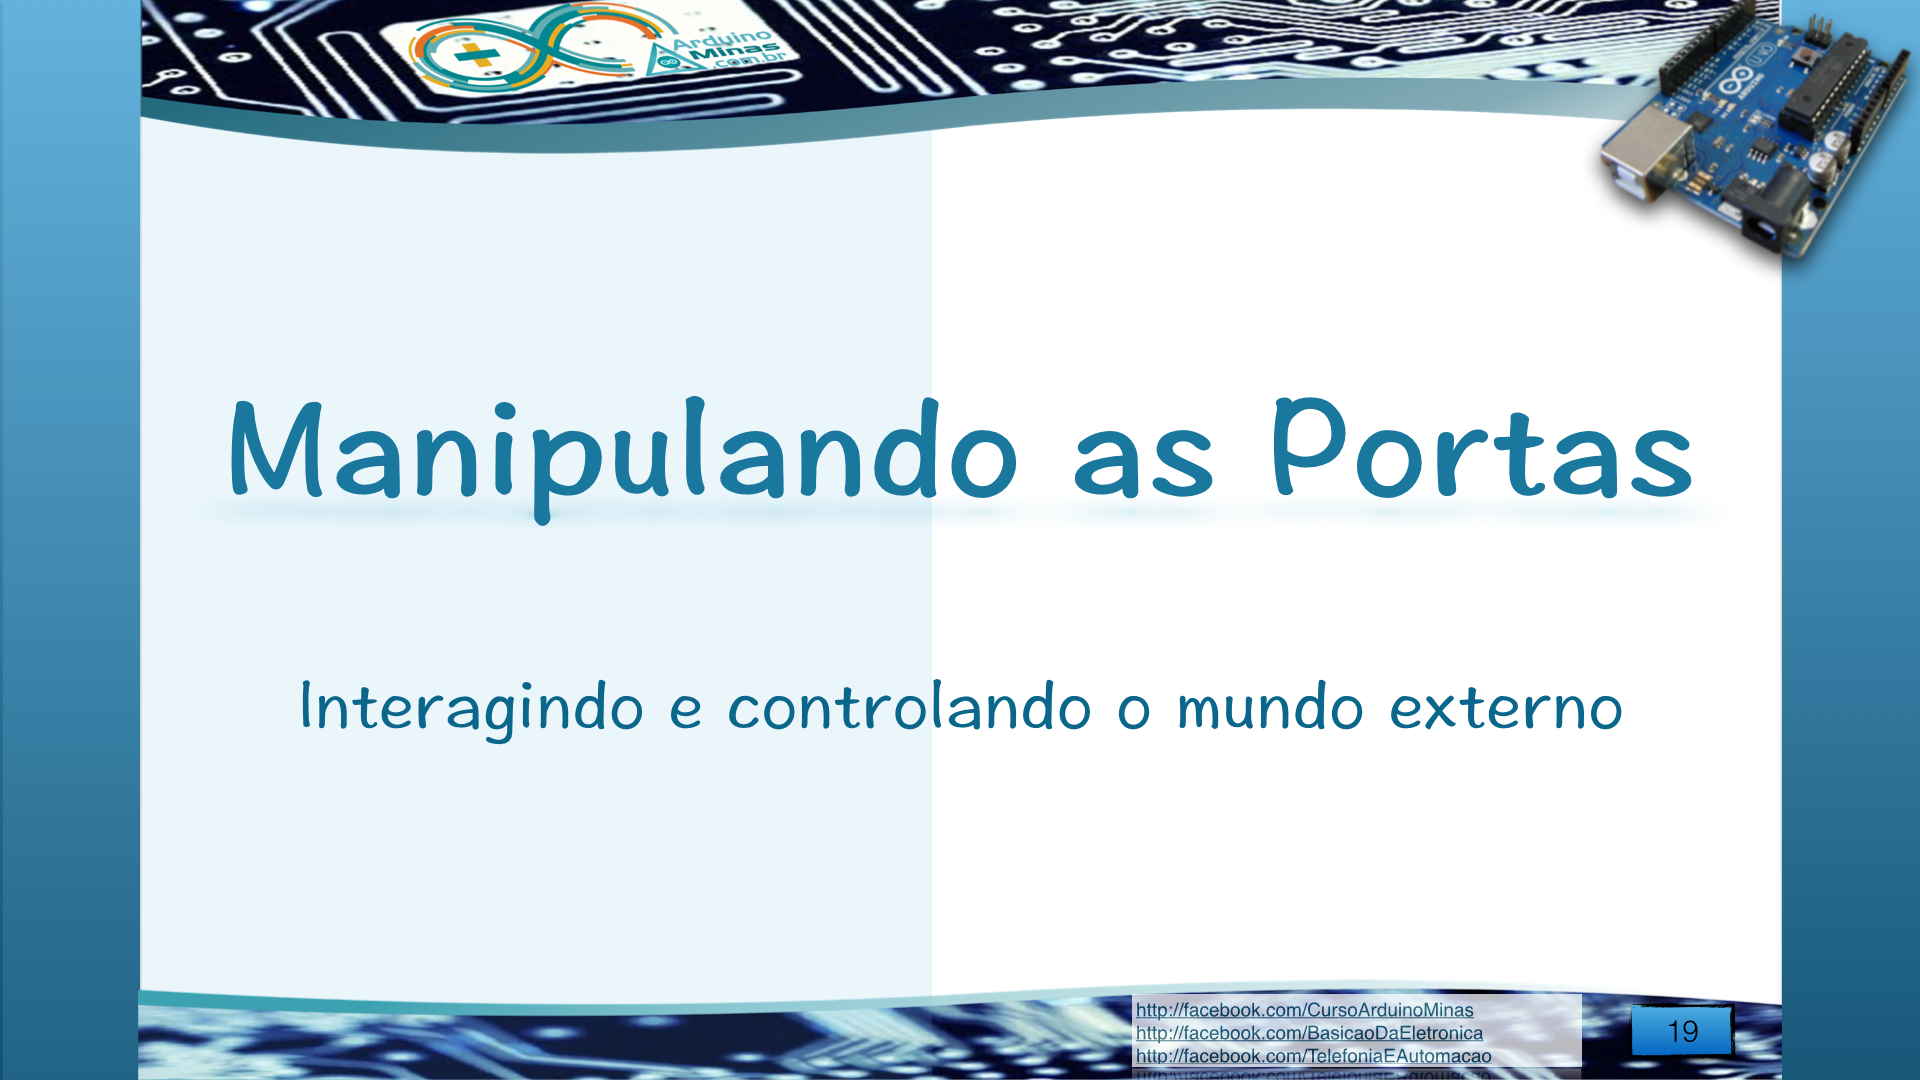 Arduino
Minas
.com.br
Manipulando as Portas
Interagindo e controlando o mundo externo
http://facebook.com/CursoArduinoMinas
http://facebook.com/BasicaoDaEletronica
http://facebook.com/TelefoniaEAutomacao
19